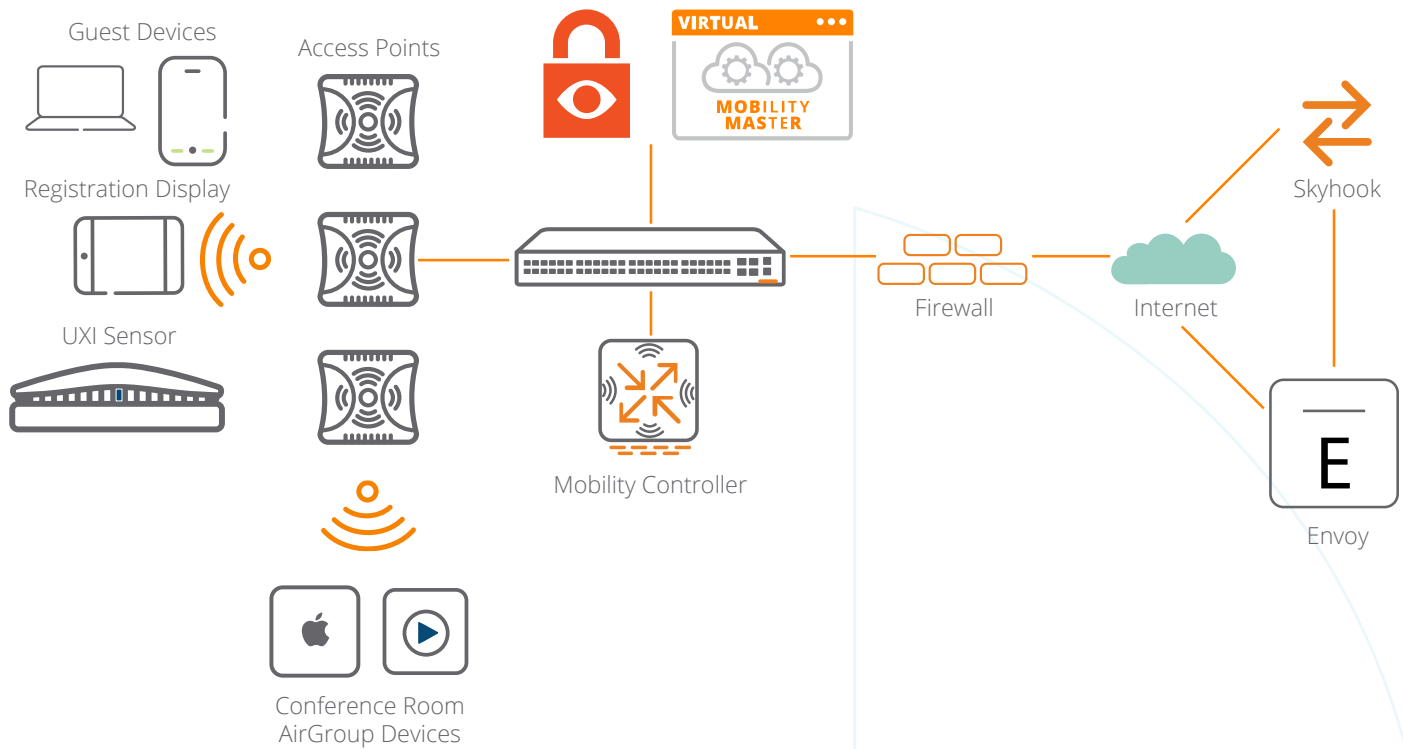 Guest Devices
Access Points
VIRTUAL
MOBILITY
MASTER
Registration Display
Skyhook
UXI Sensor
Firewall
Internet
Mobility Controller
E
Envoy
Conference Room
AirGroup Devices